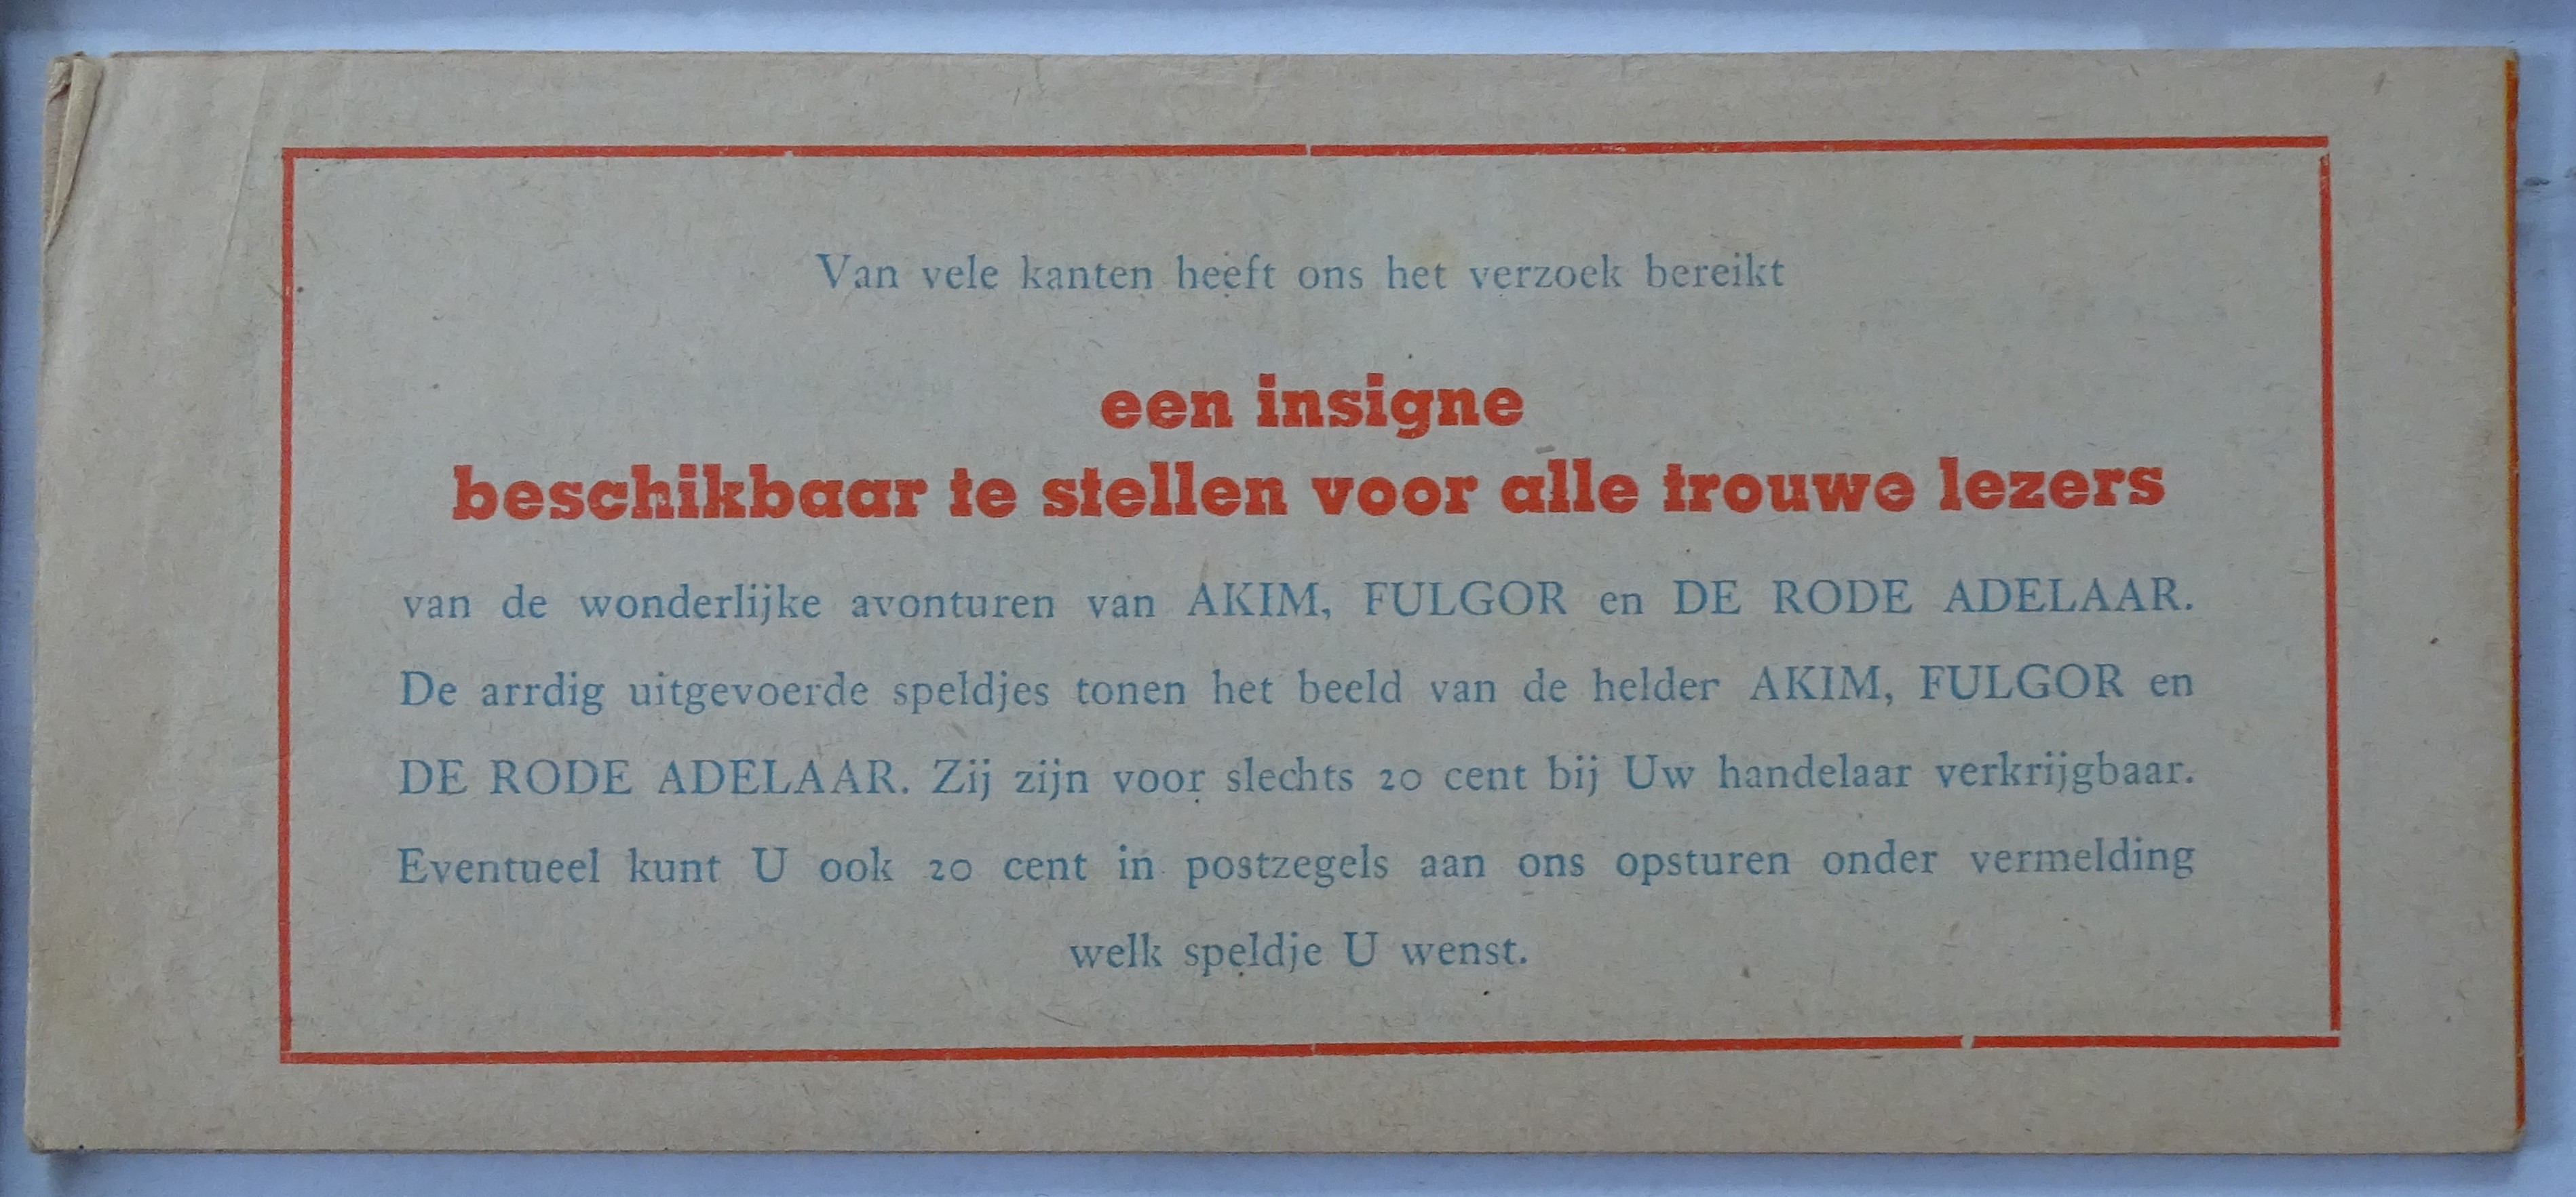 Van vele kanten heeft ons het verzoek bereikt
een insigne
beschikbaar te stellen voor alle trouwe lezers
van de wonderlijke avonturen van AKIM, FULGOR en DE RODE ADELAAR.
De arrdig uitgevoerde speldjes tonen het beeld van de helder AKIM, FULGOR en
DE RODE ADELAAR. Zij zijn voor slechts 20 cent bij Uw handelaar verkrijgbaar.
Eventueel kunt U ook 20 cent in postzegels aan ons opsturen onder vermelding
welk speldje U wenst.